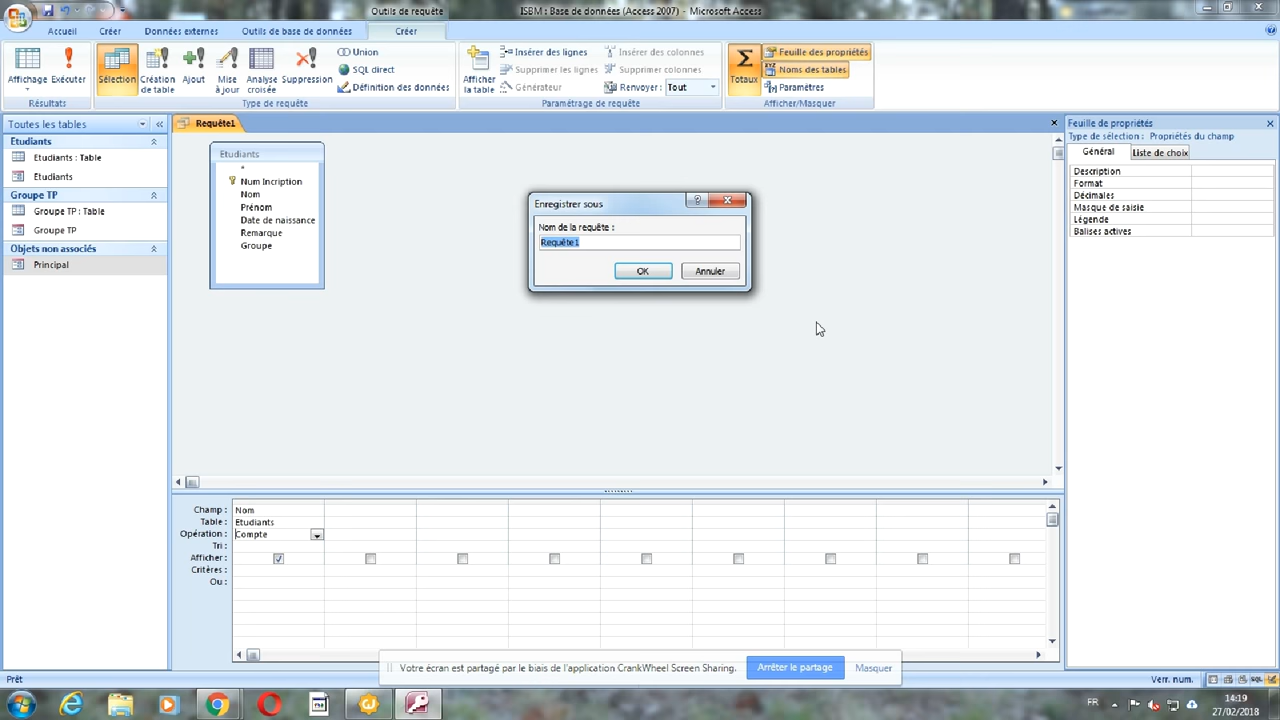 Outils de requête
ISBM : Base de données (Access 2007) - Microsoft Access
Accueil
Créer
Données externes
Outils de base de données
Créer
Affichage
Exécuter
Résultats
Sélection
Création de table
Ajout
Mise à jour
Analyse croisée
Suppression
Union
SQL direct
Définition des données
Type de requête
Afficher la table
Insérer des lignes
Supprimer les lignes
Générateur
Insérer des colonnes
Supprimer colonnes
Renvoyer : Tout
Paramétrage de requête
Totaux
Feuille des propriétés
Noms des tables
Paramètres
Afficher/Masquer
Toutes les tables
Etudiants
Etudiants : Table
Etudiants
Groupe TP
Groupe TP : Table
Groupe TP
Objets non associés
Principal
Requête1
Etudiants
*
Num Incription
Nom
Prénom
Date de naissance
Remarque
Groupe
Enregistrer sous
Nom de la requête :
Requête1
OK
Annuler
Feuille de propriétés
Type de sélection : Propriétés du champ
Général
Liste de choix
Description
Format
Décimales
Masque de saisie
Légende
Balises actives
Champ : Nom
Table : Etudiants
Opération : Compte
Tri :
Afficher :
Critères :
Ou :
Votre écran est partagé par le biais de l'application CrankWheel Screen Sharing.
Arrêter le partage
Masquer
Prêt
Verr. num.
SQL
FR
14:19
27/02/2018